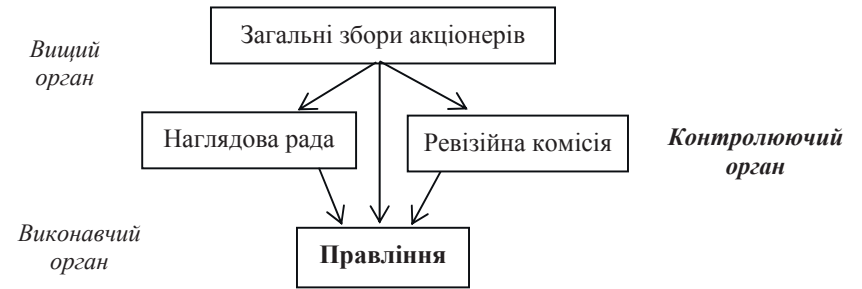 Загальні збори акціонерів
Вищий
орган
Наглядова рада
Ревізійна комісія
Контролюючий
орган
Виконавчий
орган
Правління